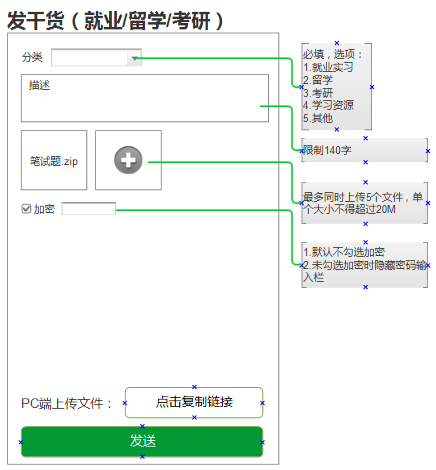 发干货（就业/留学/考研）
分类
描述
笔试题.zip
加密
PC端上传文件：
点击复制链接
发送
必填，选项：
1.就业实习
2.留学
3.考研
4.学习资源
5.其他
限制140字
最多同时上传5个文件，单
个大小不得超过20M
1.默认不勾选加密
2.未勾选加密时隐藏密码输
入栏